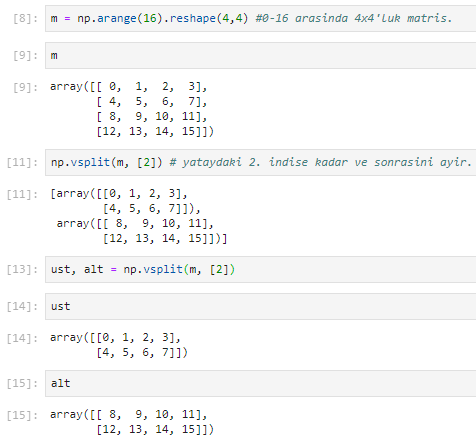 [8]: m = np.arange(16).reshape(4,4) #0-16 arasinda 4x4'luk matris.
[9]: m
[9]: array([[ 0,  1,  2,  3],
       [ 4,  5,  6,  7],
       [ 8,  9, 10, 11],
       [12, 13, 14, 15]])
[11]: np.vsplit(m, [2]) # yataydaki 2. indise kadar ve sonrasini ayir.
[11]: [array([[0, 1, 2, 3],
        [4, 5, 6, 7]]),
 array([[ 8,  9, 10, 11],
        [12, 13, 14, 15]])]
[13]: ust, alt = np.vsplit(m, [2])
[14]: ust
[14]: array([[0, 1, 2, 3],
       [4, 5, 6, 7]])
[15]: alt
[15]: array([[ 8,  9, 10, 11],
       [12, 13, 14, 15]])